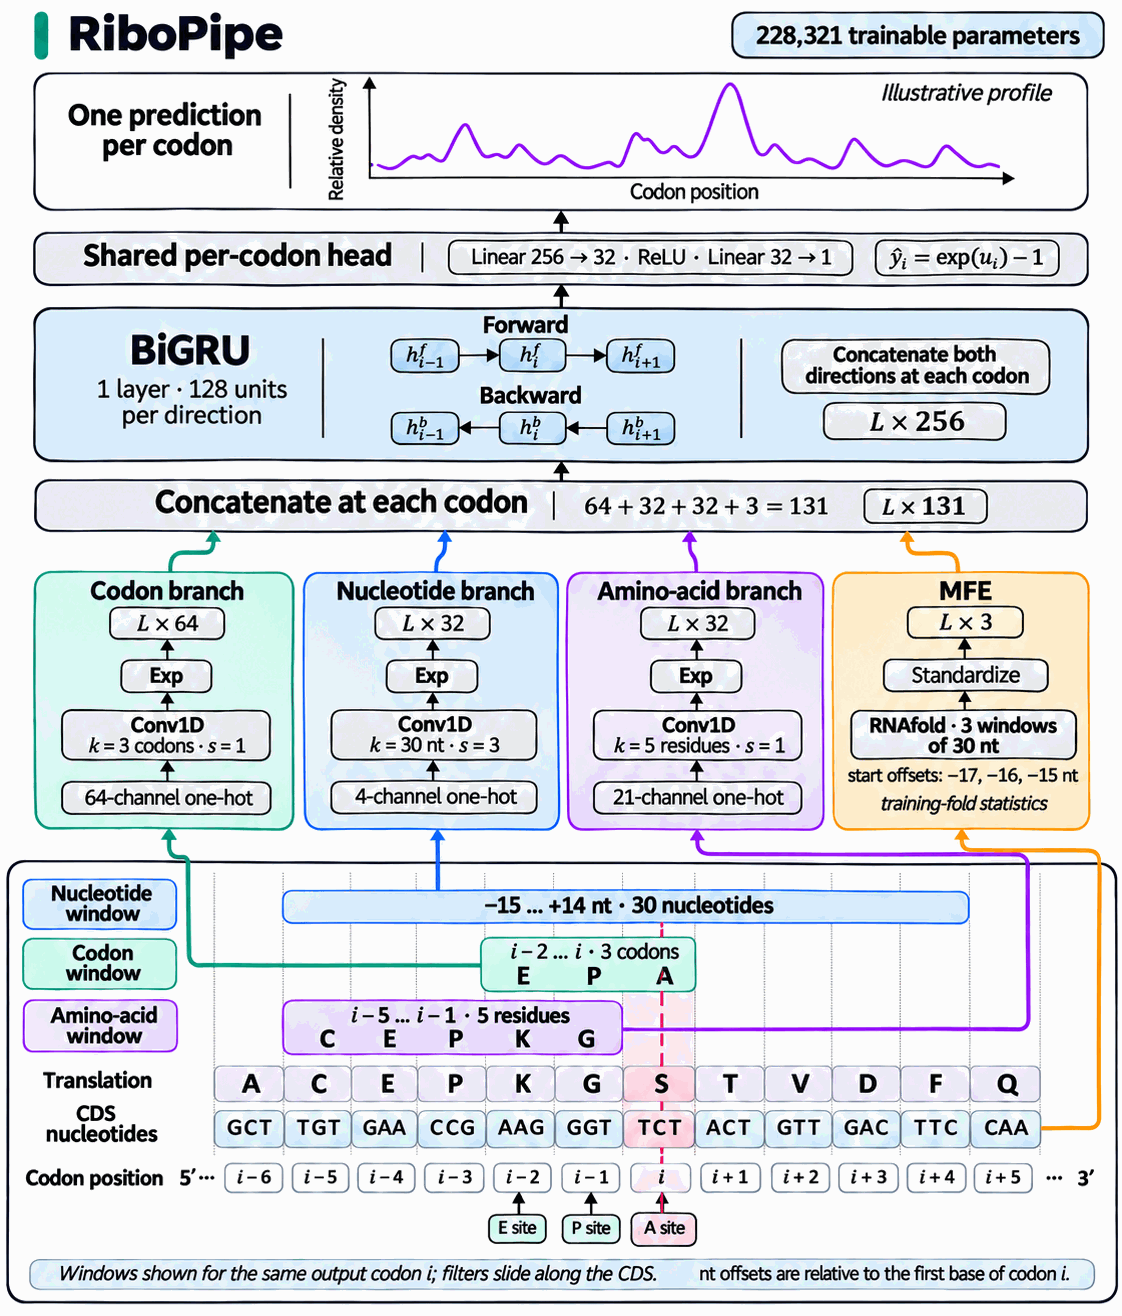 RiboPipe
228,321 trainable parameters
One prediction
per codon
Relative density
Illustrative profile
Codon position
Shared per-codon head
Linear 256 → 32 · ReLU · Linear 32 → 1
ŷᵢ = exp(uᵢ) − 1
BiGRU
1 layer · 128 units
per direction
Forward
h^f_{i−1} h^f_i h^f_{i+1}
Backward
h^b_{i−1} h^b_i h^b_{i+1}
Concatenate both
directions at each codon
L × 256
Concatenate at each codon
64 + 32 + 32 + 3 = 131
L × 131
Codon branch
L × 64
Exp
Conv1D
k = 3 codons · s = 1
64-channel one-hot
Nucleotide branch
L × 32
Exp
Conv1D
k = 30 nt · s = 3
4-channel one-hot
Amino-acid branch
L × 32
Exp
Conv1D
k = 5 residues · s = 1
21-channel one-hot
MFE
L × 3
Standardize
RNAfold · 3 windows
of 30 nt
start offsets: −17, −16, −15 nt
training-fold statistics
Nucleotide
window
−15 ... +14 nt · 30 nucleotides
Codon
window
i − 2 ... i · 3 codons
E P A
Amino-acid
window
i − 5 ... i − 1 · 5 residues
C E P K G
Translation
A C E P K G S T V D F Q
CDS
nucleotides
GCT TGT GAA CCG AAG GGT TCT ACT GTT GAC TTC CAA
Codon position 5′ ··· i − 6 i − 5 i − 4 i − 3 i − 2 i − 1 i i + 1 i + 2 i + 3 i + 4 i + 5 ··· 3′
E site P site A site
Windows shown for the same output codon i; filters slide along the CDS.
nt offsets are relative to the first base of codon i.